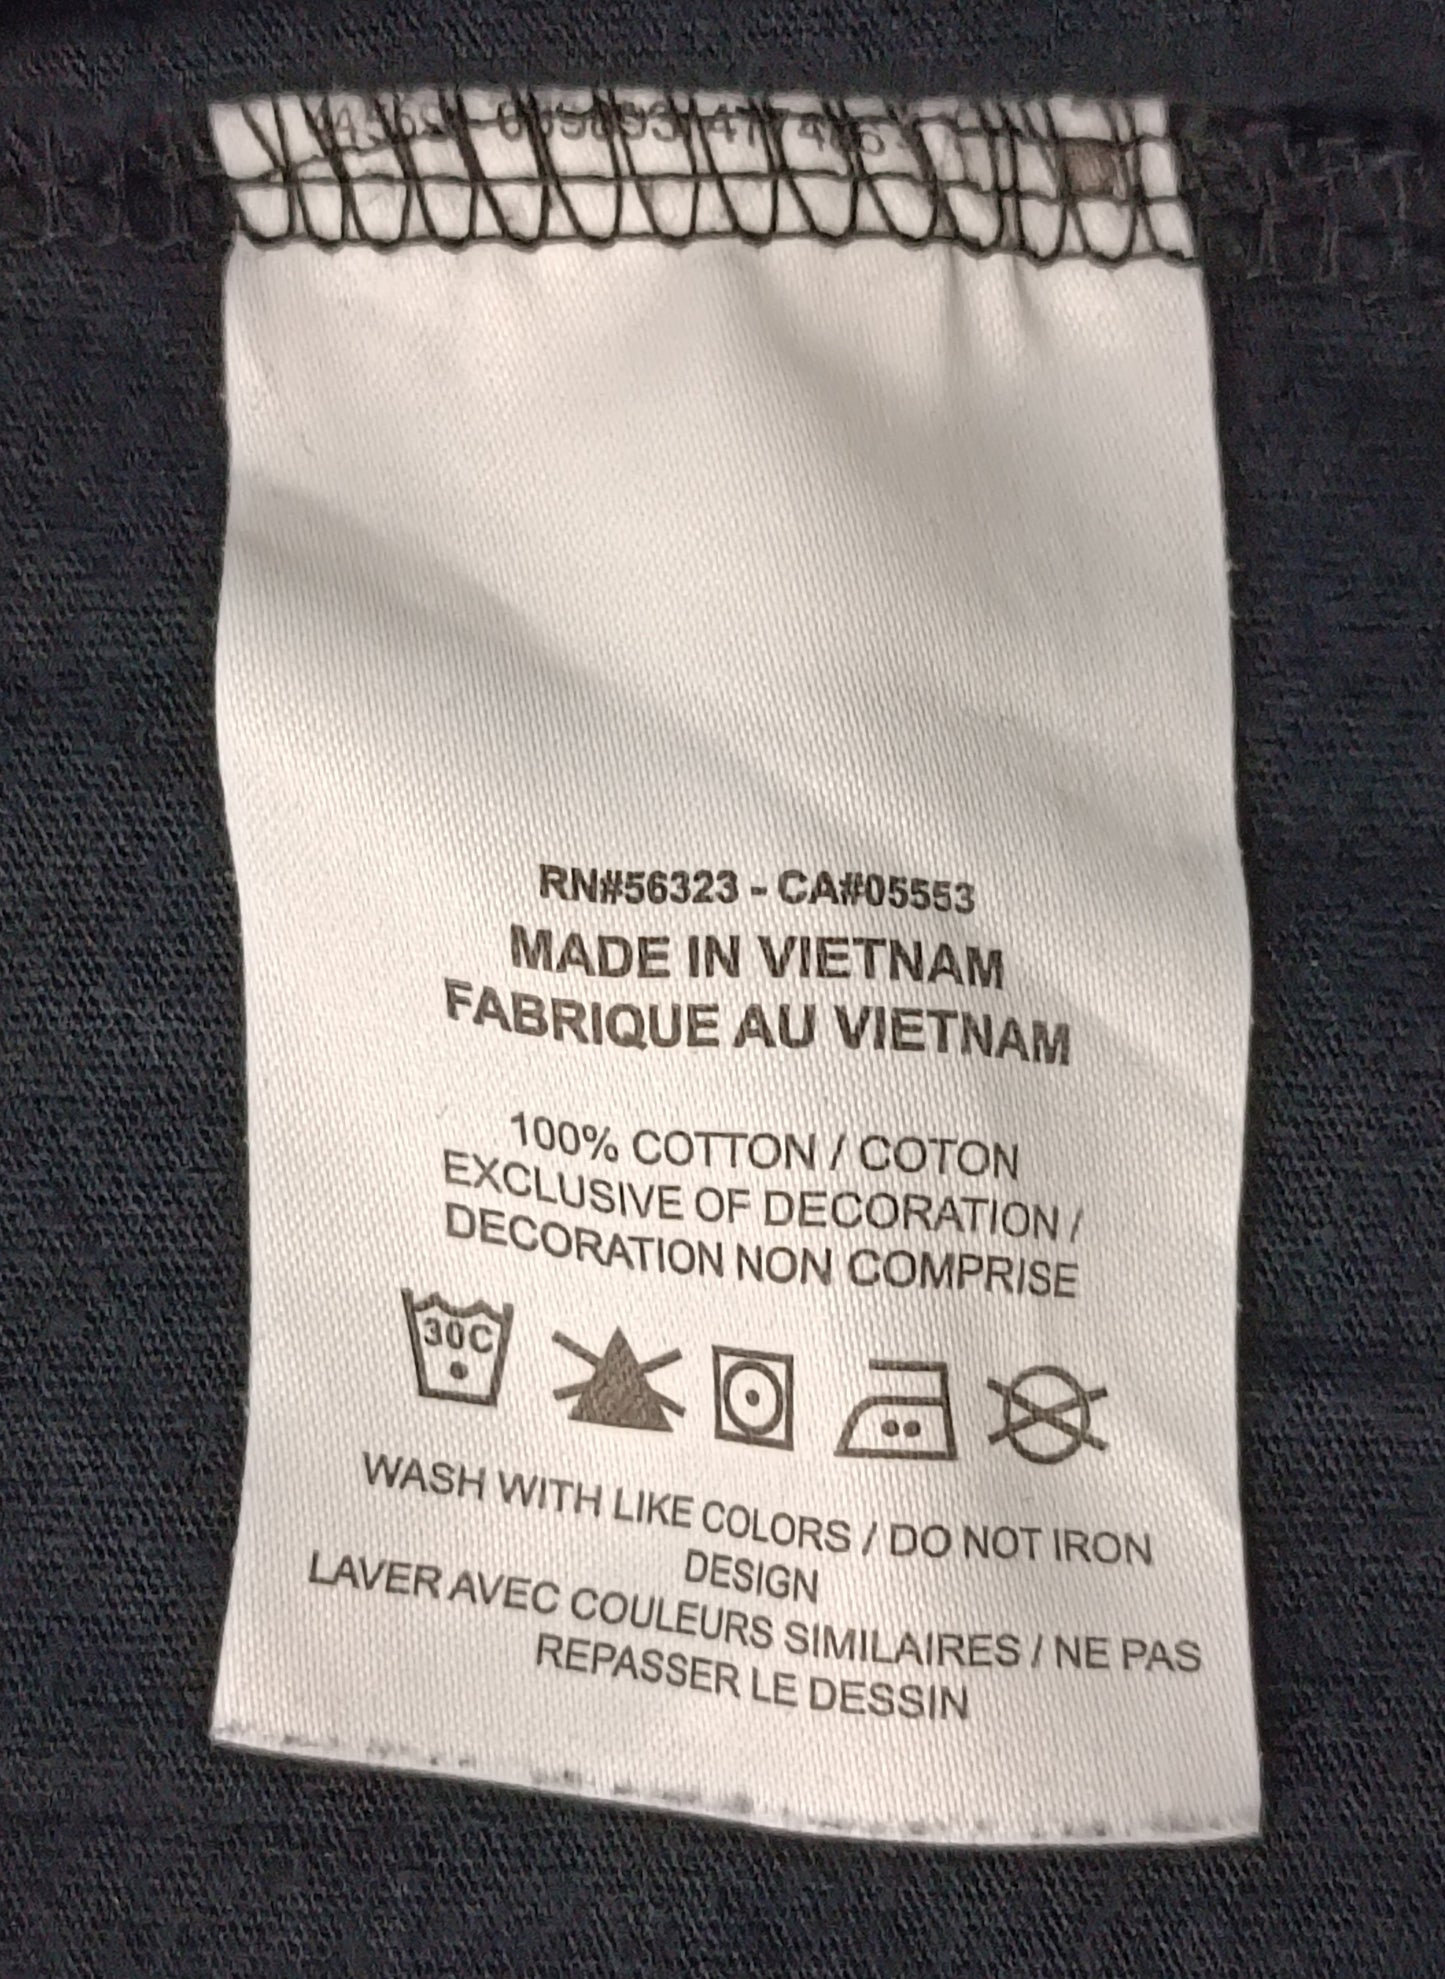 RN#56323 - CA#05553
MADE IN VIETNAM
FABRIQUE AU VIETNAM
100% COTTON / COTON
EXCLUSIVE OF DECORATION /
DECORATION NON COMPRISE
30C
WASH WITH LIKE COLORS / DO NOT IRON
DESIGN
LAVER AVEC COULEURS SIMILAIRES / NE PAS
REPASSER LE DESSIN